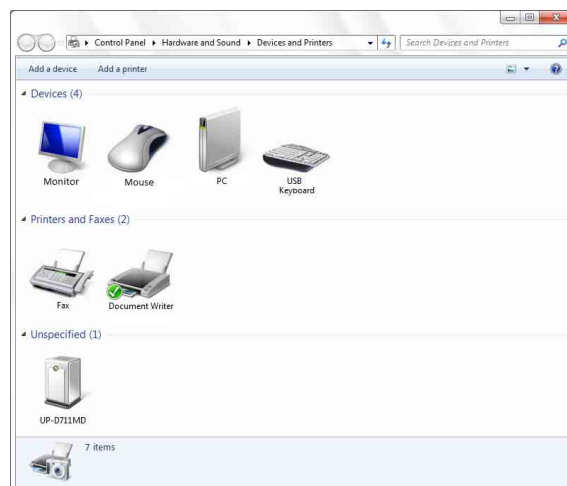 Control Panel ▸ Hardware and Sound ▸ Devices and Printers
Search Devices and Printers
Add a device Add a printer
Devices (4)
Monitor Mouse PC USB Keyboard
Printers and Faxes (2)
Fax Document Writer
Unspecified (1)
UP-D711MD
7 items